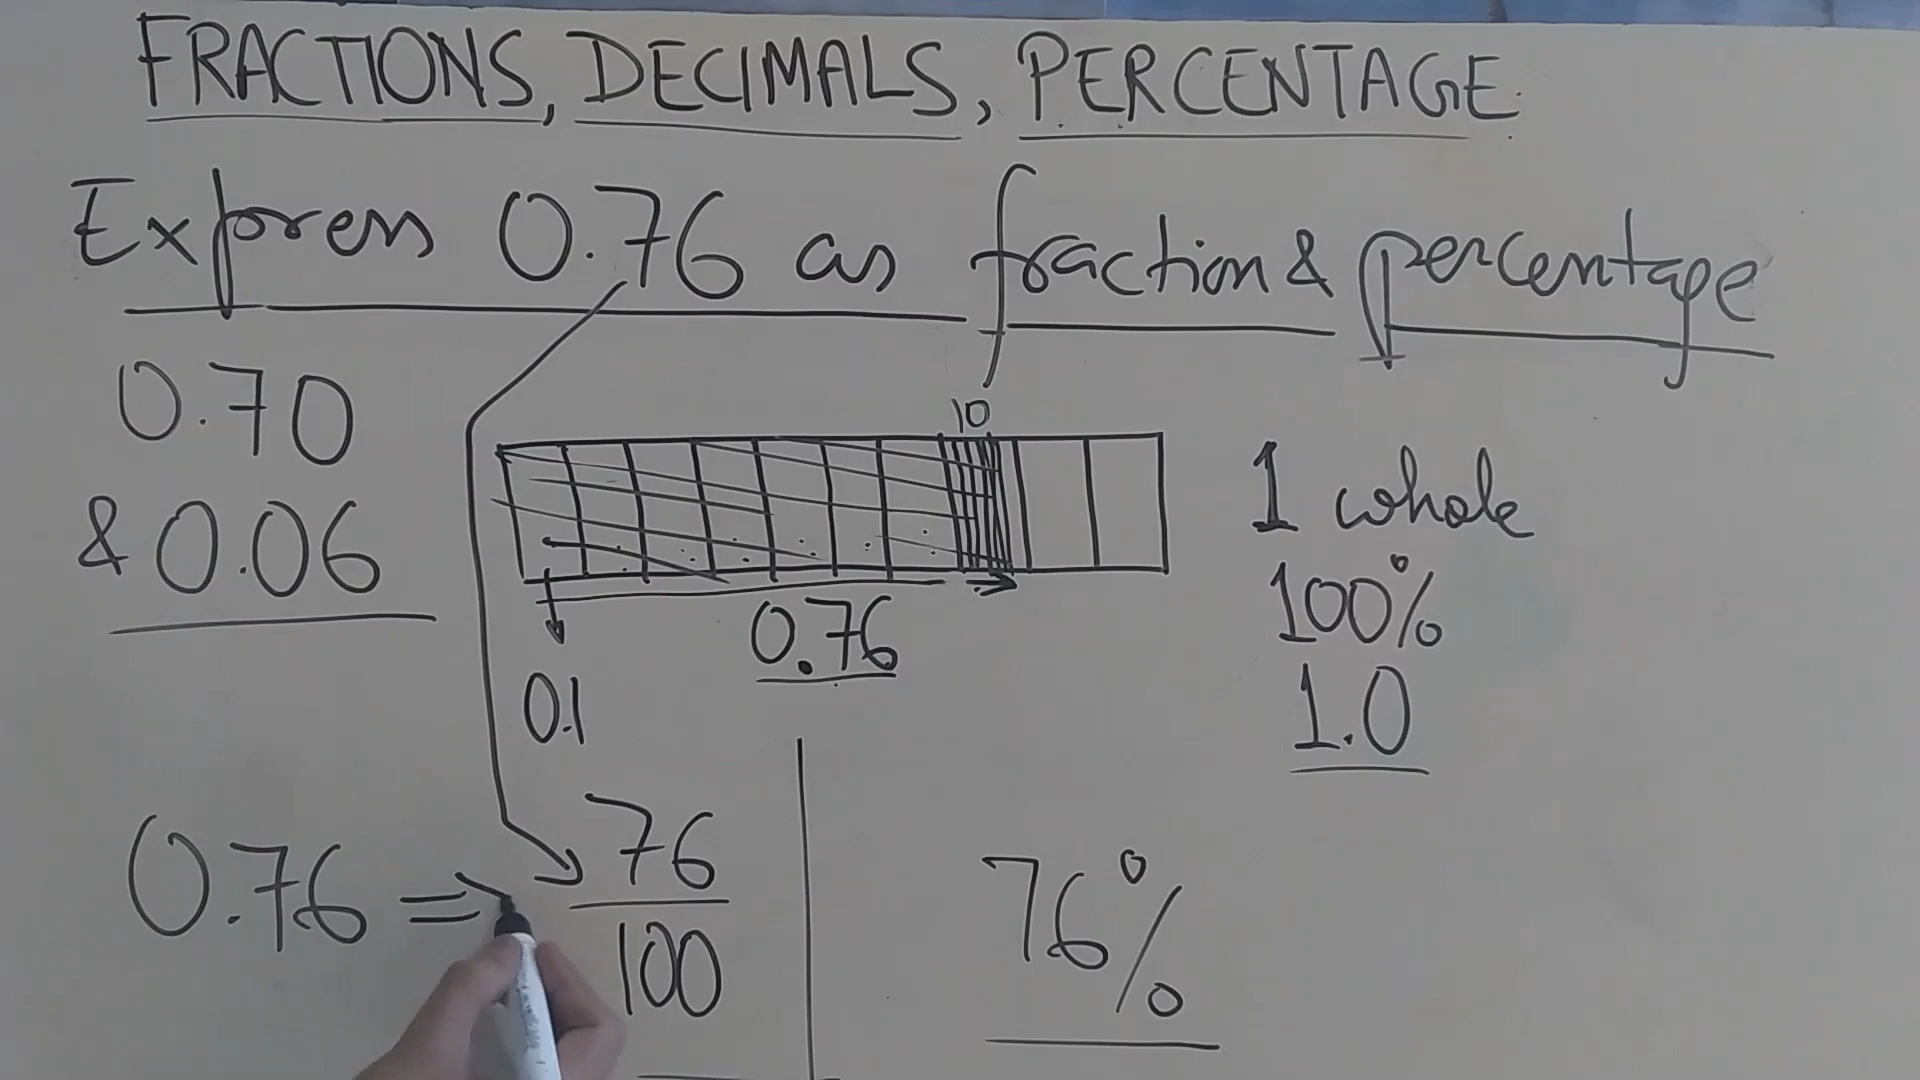 FRACTIONS, DECIMALS, PERCENTAGE
Express 0.76 as fraction & percentage
0.70
& 0.06
10
0.76
0.1
1 whole
100%
1.0
0.76 ⇒ 76
100
76%